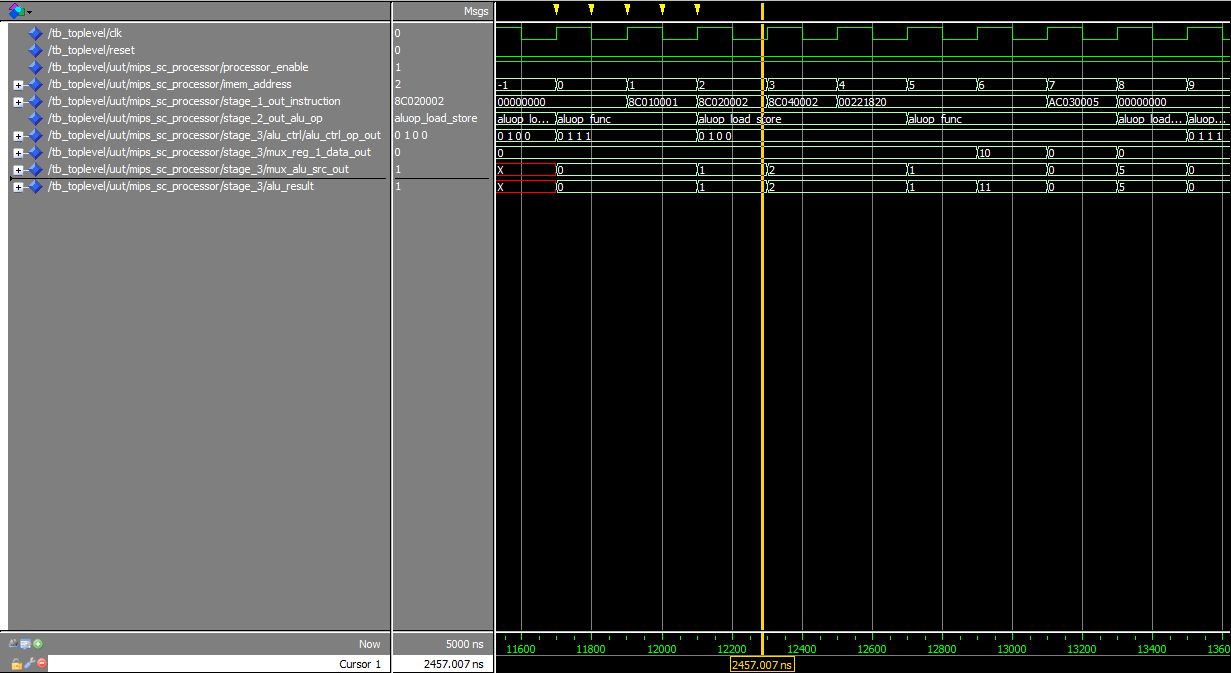 Msgs
/tb_toplevel/clk 0
/tb_toplevel/reset 0
/tb_toplevel/uut/mips_sc_processor/processor_enable 1
/tb_toplevel/uut/mips_sc_processor/imem_address 2 -1 0 1 2 3 4 5 6 7 8 9
/tb_toplevel/uut/mips_sc_processor/stage_1_out_instruction 8C020002 00000000 8C010001 8C020002 8C040002 00221820 AC030005 00000000
/tb_toplevel/uut/mips_sc_processor/stage_2_out_alu_op aluop_load_store aluop_lo... aluop_func aluop_load_store aluop_func aluop_load... aluop...
/tb_toplevel/uut/mips_sc_processor/stage_3/alu_ctrl/alu_ctrl_op_out 0 1 0 0 0 1 0 0 0 1 1 1 0 1 0 0 0 1 1 1
/tb_toplevel/uut/mips_sc_processor/stage_3/mux_reg_1_data_out 0 0 10 0 0
/tb_toplevel/uut/mips_sc_processor/stage_3/mux_alu_src_out 1 X 0 1 2 1 0 5 0
/tb_toplevel/uut/mips_sc_processor/stage_3/alu_result 1 X 0 1 2 1 11 0 5 0
Now 5000 ns 11600 11800 12000 12200 12400 12600 12800 13000 13200 13400 1360
Cursor 1 2457.007 ns 2457.007 ns